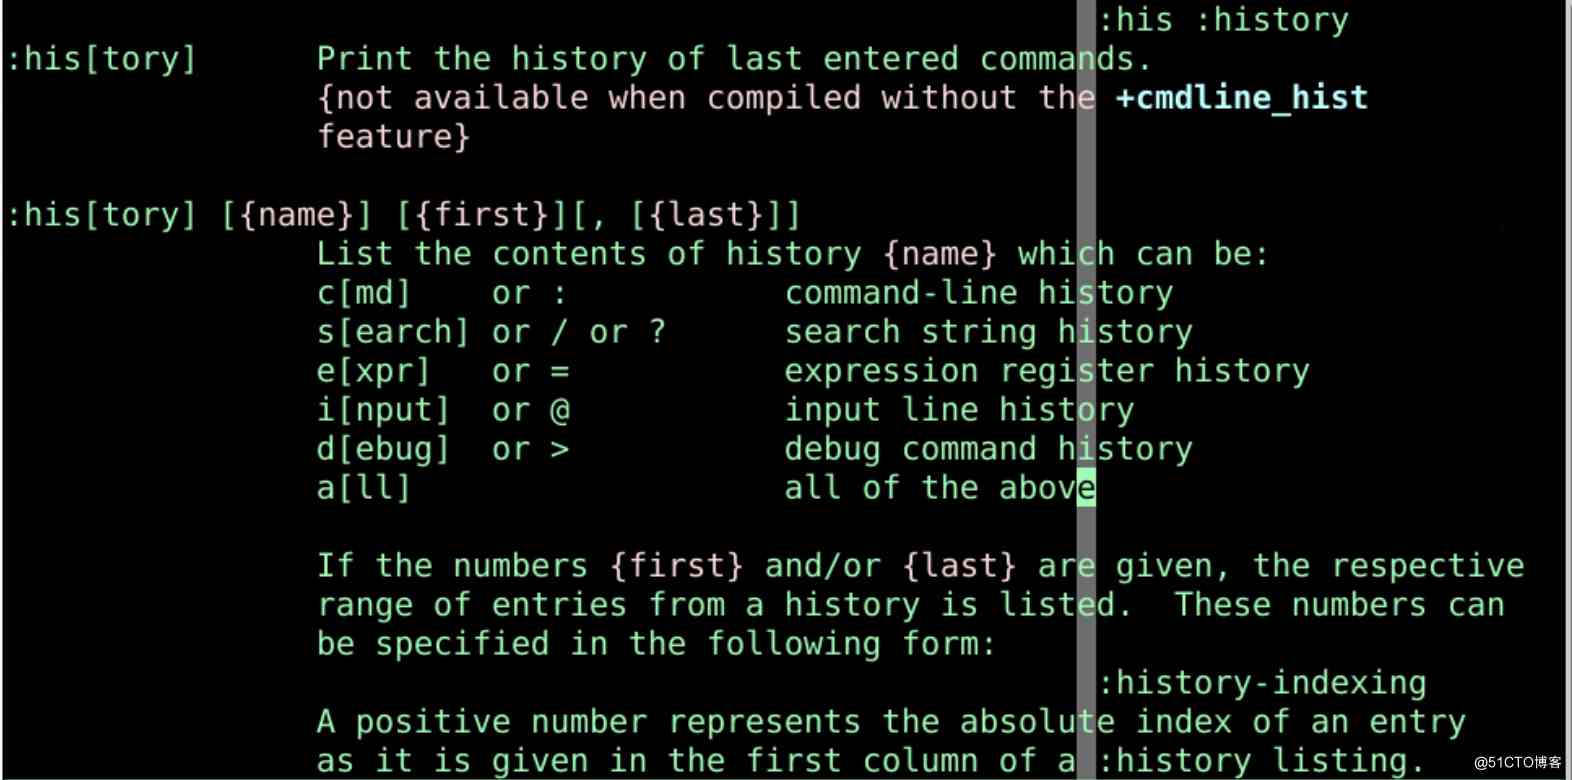 :his :history
:his[tory] Print the history of last entered commands.
{not available when compiled without the +cmdline_hist
feature}
:his[tory] [{name}] [{first}][, [{last}]]
List the contents of history {name} which can be:
c[md] or : command-line history
s[earch] or / or ? search string history
e[xpr] or = expression register history
i[nput] or @ input line history
d[ebug] or > debug command history
a[ll] all of the above
If the numbers {first} and/or {last} are given, the respective
range of entries from a history is listed. These numbers can
be specified in the following form:
:history-indexing
A positive number represents the absolute index of an entry
as it is given in the first column of a :history listing.
@51CTO博客